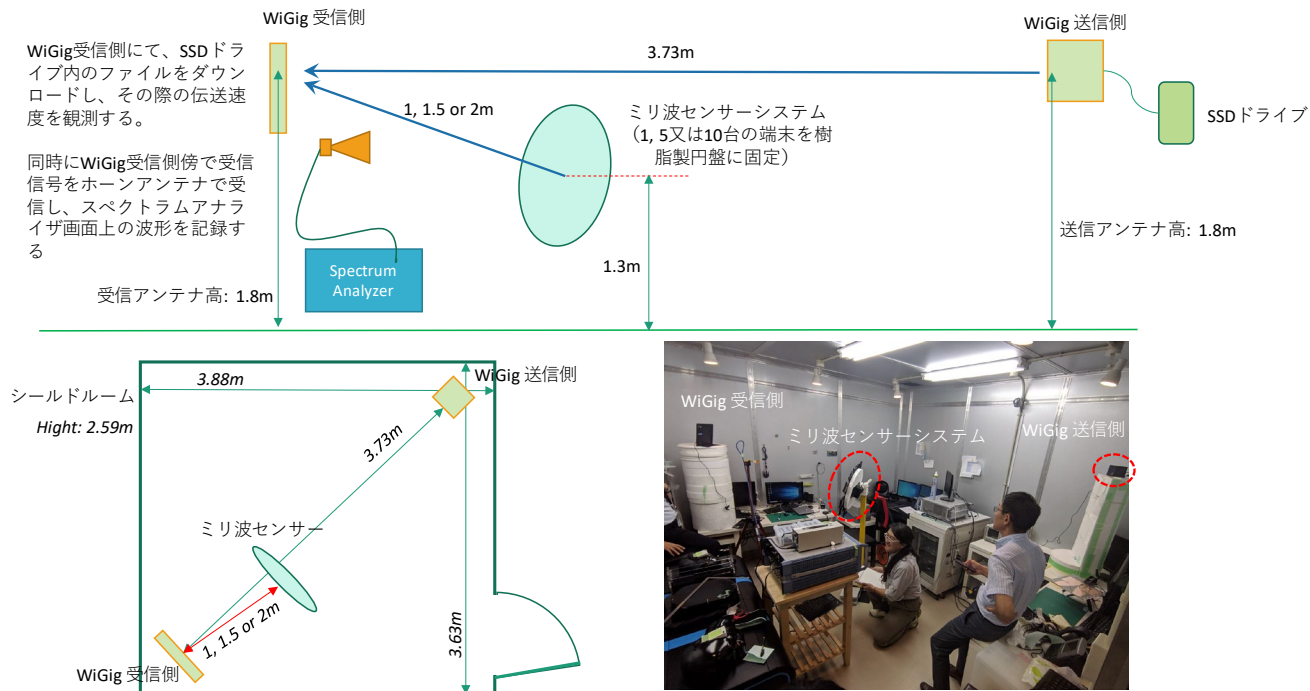 WiGig 受信側
WiGig 送信側
WiGig受信側にて、SSDドラ
イブ内のファイルをダウン
ロードし、その際の伝送速
度を観測する。
3.73m
1, 1.5 or 2m
ミリ波センサーシステム
（1, 5又は10台の端末を樹
脂製円盤に固定）
SSDドライブ
同時にWiGig受信側傍で受信
信号をホーンアンテナで受
信し、スペクトラムアナラ
イザ画面上の波形を記録す
る
送信アンテナ高: 1.8m
1.3m
Spectrum
Analyzer
受信アンテナ高: 1.8m
シールドルーム
Hight: 2.59m
3.88m
WiGig 送信側
3.73m
ミリ波センサー
1, 1.5 or 2m
3.63m
WiGig 受信側
WiGig 受信側
ミリ波センサーシステム
WiGig 送信側